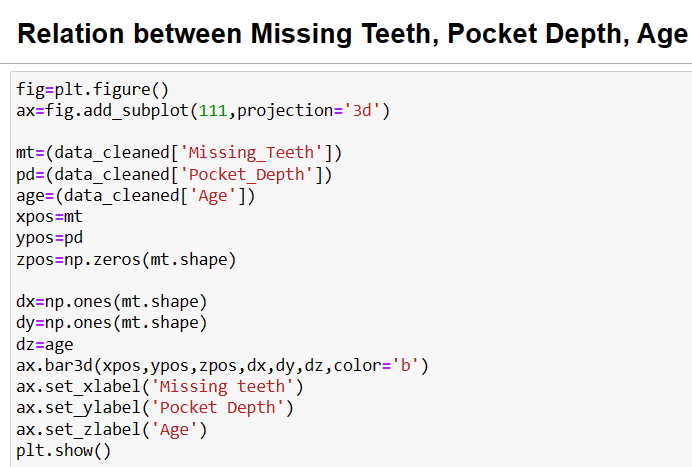 Relation between Missing Teeth, Pocket Depth, Age
fig=plt.figure()
ax=fig.add_subplot(111,projection='3d')
mt=(data_cleaned['Missing_Teeth'])
pd=(data_cleaned['Pocket_Depth'])
age=(data_cleaned['Age'])
xpos=mt
ypos=pd
zpos=np.zeros(mt.shape)
dx=np.ones(mt.shape)
dy=np.ones(mt.shape)
dz=age
ax.bar3d(xpos,ypos,zpos,dx,dy,dz,color='b')
ax.set_xlabel('Missing teeth')
ax.set_ylabel('Pocket Depth')
ax.set_zlabel('Age')
plt.show()